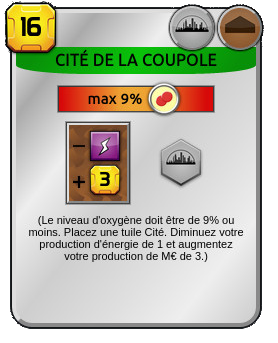 16
CITÉ DE LA COUPOLE
max 9%
−
+ 3
(Le niveau d'oxygène doit être de 9% ou
moins. Placez une tuile Cité. Diminuez votre
production d'énergie de 1 et augmentez
votre production de M€ de 3.)